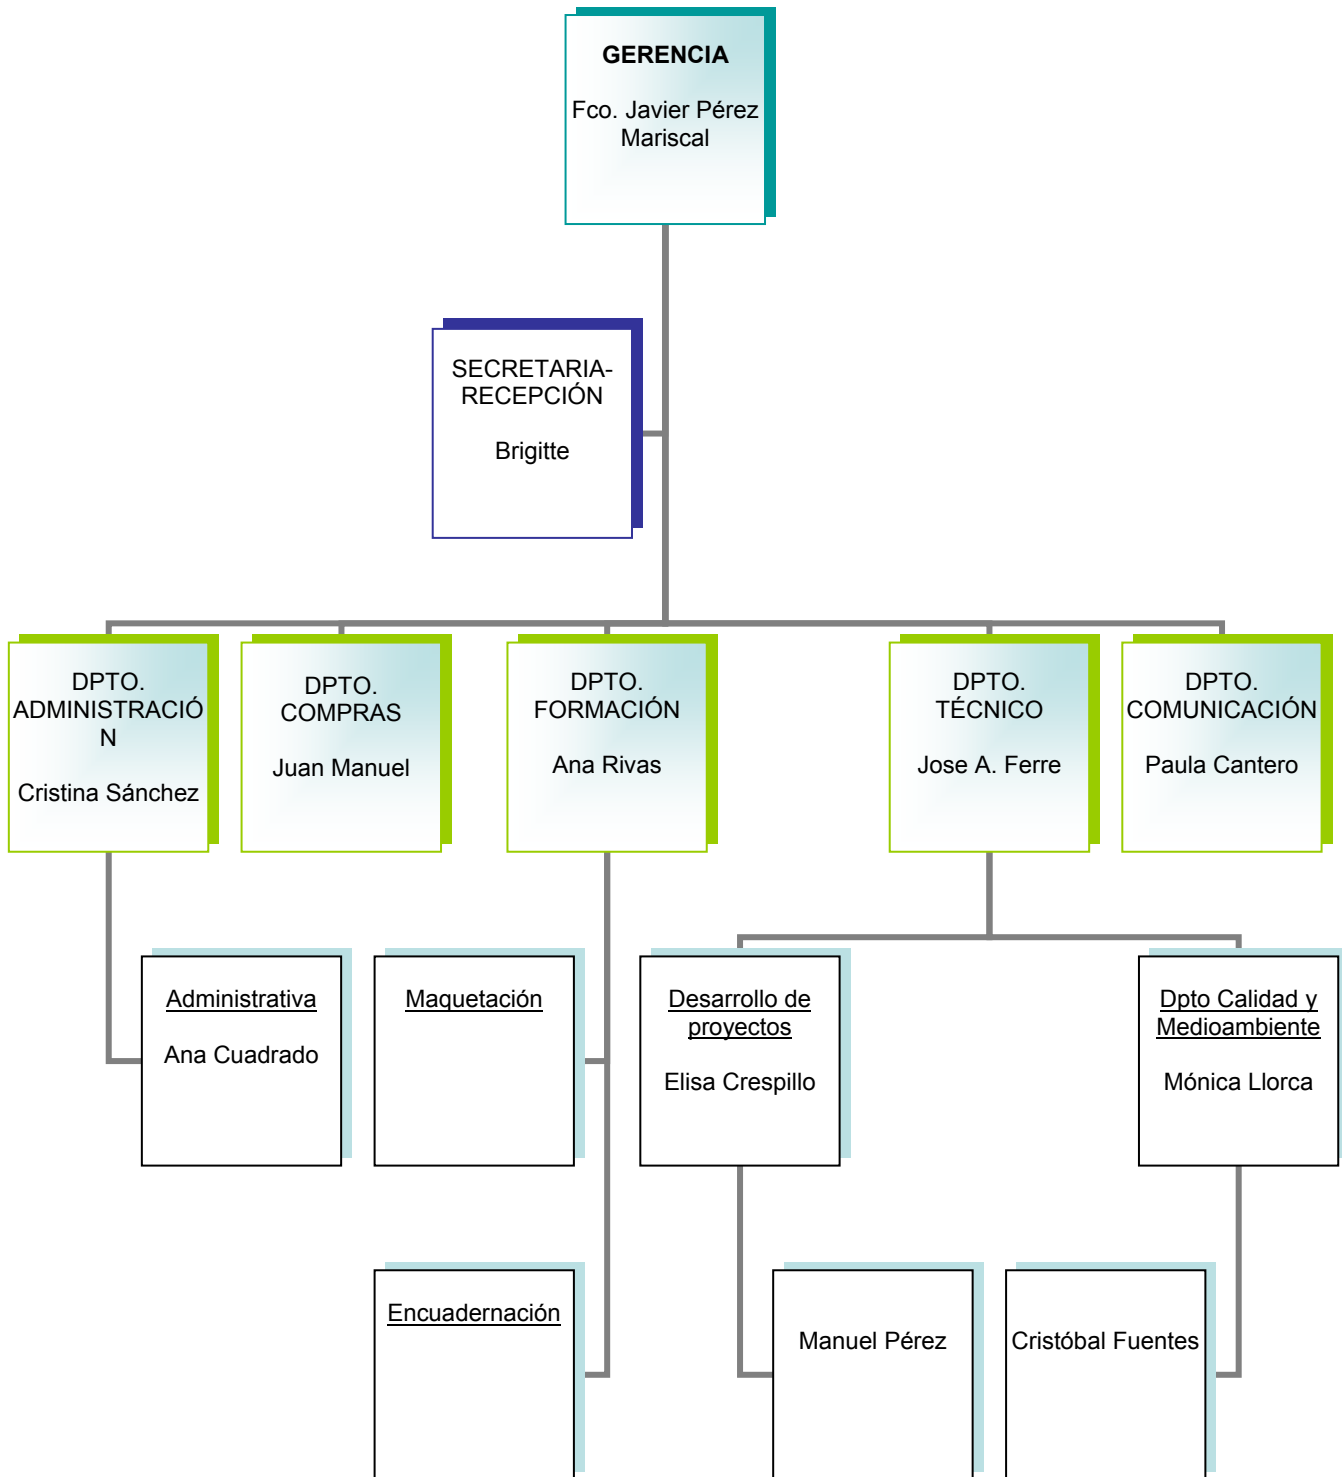 GERENCIA
Fco. Javier Pérez
Mariscal
SECRETARIA-
RECEPCIÓN
Brigitte
DPTO.
ADMINISTRACIÓ
N
Cristina Sánchez
DPTO.
COMPRAS
Juan Manuel
DPTO.
FORMACIÓN
Ana Rivas
DPTO.
TÉCNICO
Jose A. Ferre
DPTO.
COMUNICACIÓN
Paula Cantero
Administrativa
Ana Cuadrado
Maquetación
Desarrollo de
proyectos
Elisa Crespillo
Dpto Calidad y
Medioambiente
Mónica Llorca
Encuadernación
Manuel Pérez
Cristóbal Fuentes